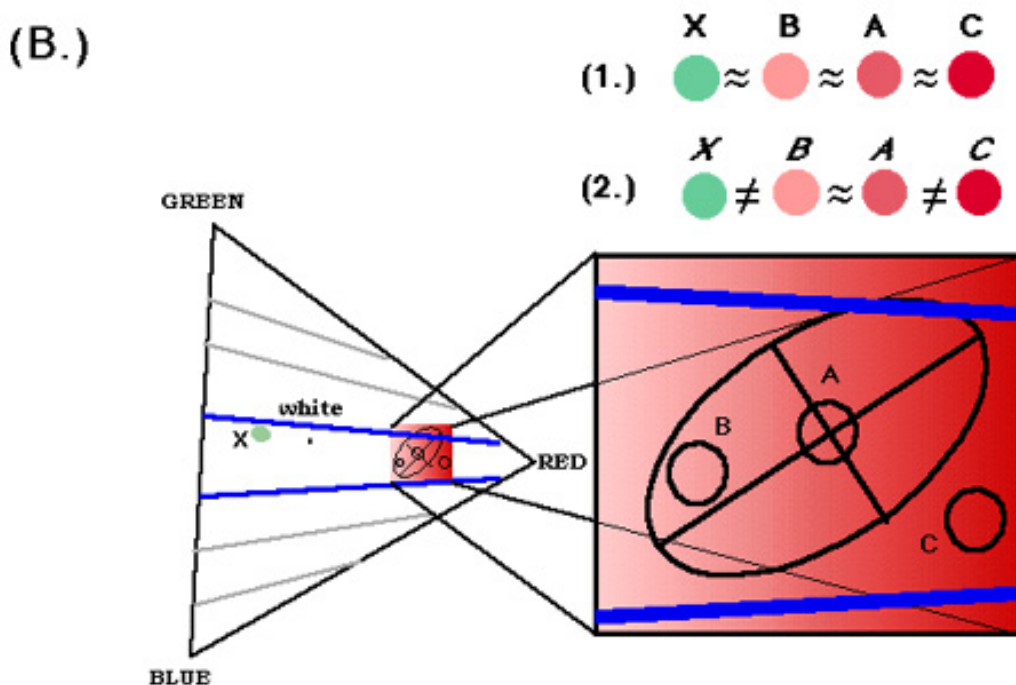 (B.)
X B A C
(1.) ≈ ≈ ≈
X B A C
(2.) ≠ ≈ ≠
GREEN
white
X
RED
BLUE
A
B
C